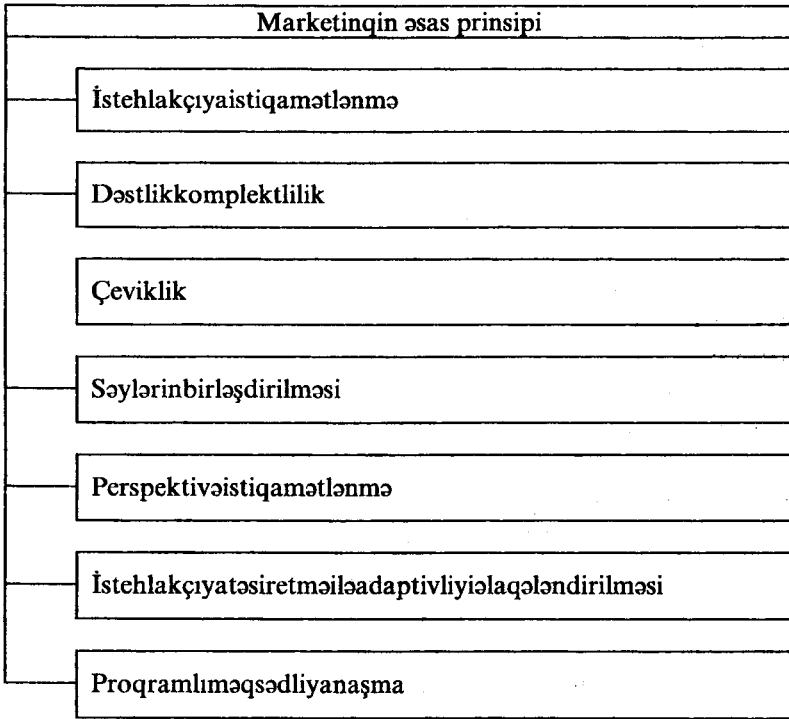 Marketinqin əsas prinsipi
İstehlakçıyaistiqamətlənmə
Dəstlikkomplektlilik
Çeviklik
Səylərinbirləşdirilməsi
Perspektivəistiqamətlənmə
İstehlakçıyatəsiretməiləadaptivliyiəlaqələndirilməsi
Proqramlıməqsədliyanaşma